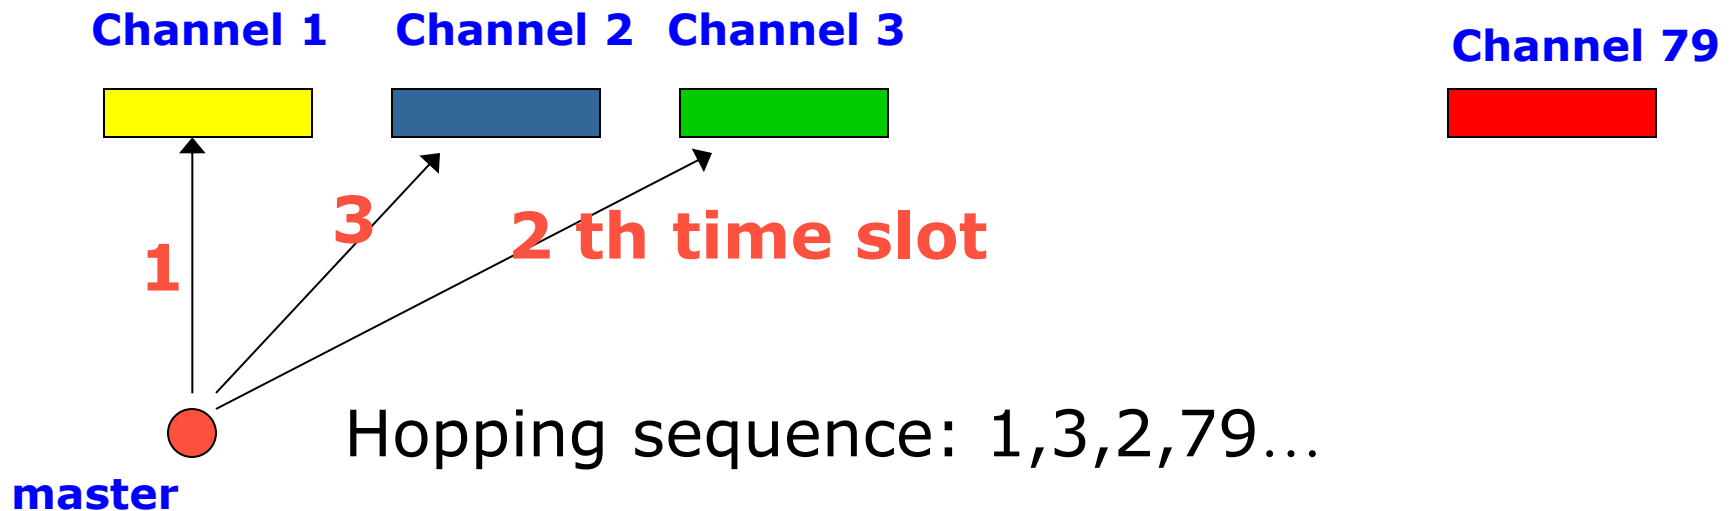 Channel 1 Channel 2 Channel 3
Channel 79
3
2 th time slot
1
Hopping sequence: 1,3,2,79...
master